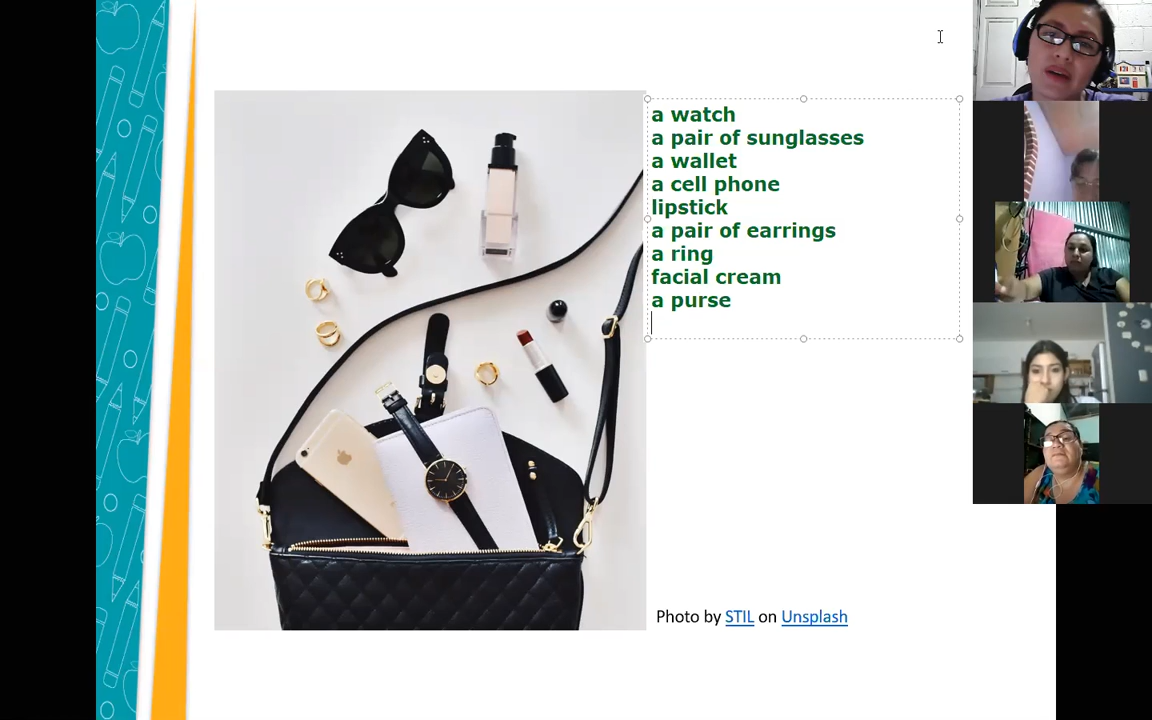 a watch
a pair of sunglasses
a wallet
a cell phone
lipstick
a pair of earrings
a ring
facial cream
a purse
Photo by STIL on Unsplash